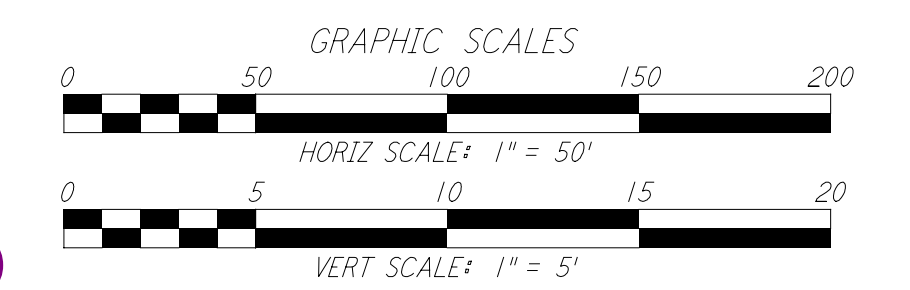 GRAPHIC SCALES
0 50 100 150 200
HORIZ SCALE: 1" = 50'
0 5 10 15 20
VERT SCALE: 1" = 5'